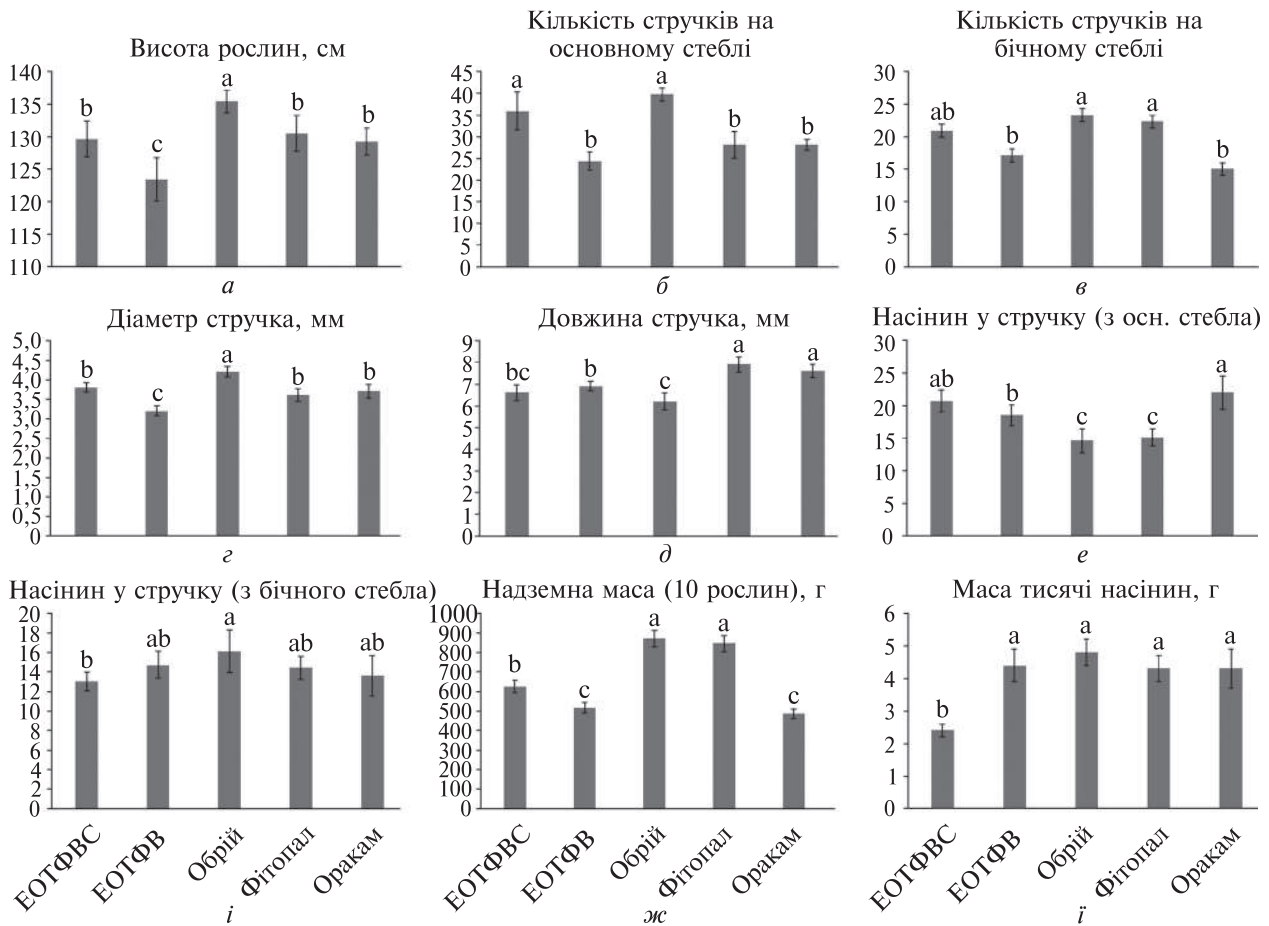 Висота рослин, см
140
135
130
125
120
115
110
b
c
a
b
b
а
Кількість стручків на
основному стеблі
45
40
35
30
25
20
15
10
5
0
a
b
a
b
b
б
Кількість стручків на
бічному стеблі
30
25
20
15
10
5
0
ab
b
a
a
b
в
Діаметр стручка, мм
5,0
4,5
4,0
3,5
3,0
2,5
2,0
1,5
1,0
0,5
0
b
c
a
b
b
г
Довжина стручка, мм
9
8
7
6
5
4
3
2
1
0
bc
b
c
a
a
д
Насінин у стручку (з осн. стебла)
30
25
20
15
10
5
0
ab
b
c
c
a
е
Насінин у стручку (з бічного стебла)
20
18
16
14
12
10
8
6
4
2
0
b
ab
a
ab
ab
ЕОТФВС
ЕОТФВ
Обрій
Фітопал
Оракам
і
Надземна маса (10 рослин), г
1000
900
800
700
600
500
400
300
200
100
0
b
c
a
a
c
ЕОТФВС
ЕОТФВ
Обрій
Фітопал
Оракам
ж
Маса тисячі насінин, г
6
5
4
3
2
1
0
b
a
a
a
a
ЕОТФВС
ЕОТФВ
Обрій
Фітопал
Оракам
ї